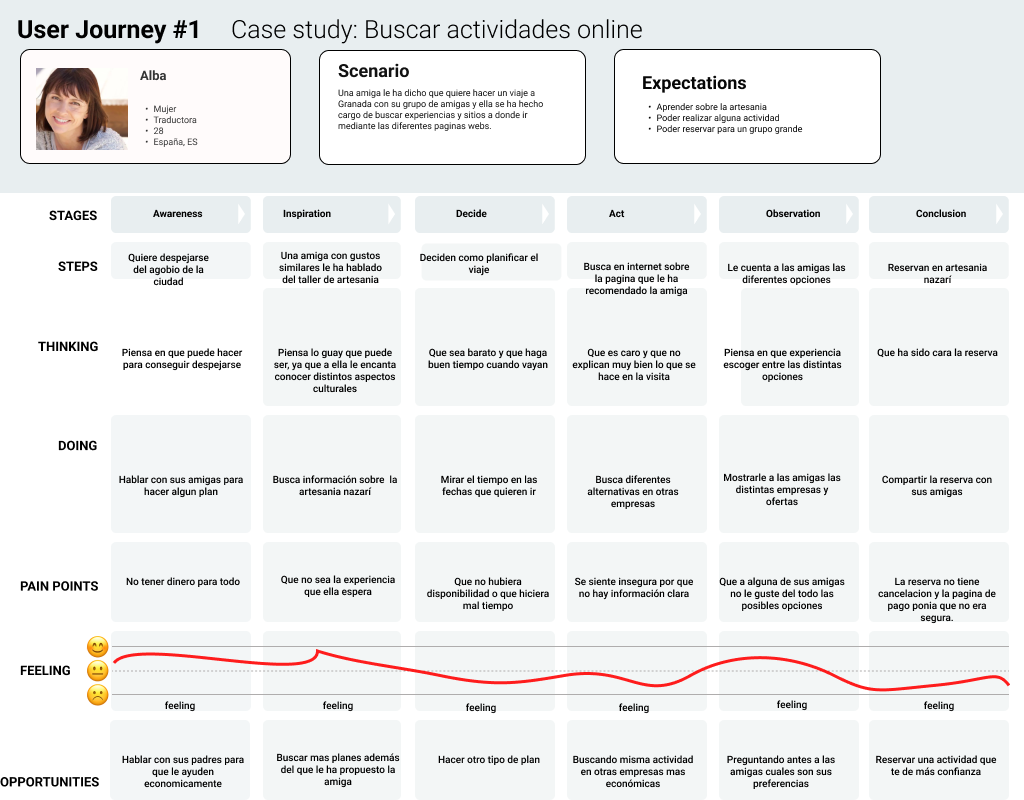 User Journey #1 Case study: Buscar actividades online
Alba
• Mujer
• Traductora
• 28
• España, ES
Scenario
Una amiga le ha dicho que quiere hacer un viaje a
Granada con su grupo de amigas y ella se ha hecho
cargo de buscar experiencias y sitios a donde ir
mediante las diferentes paginas webs.
Expectations
• Aprender sobre la artesania
• Poder realizar alguna actividad
• Poder reservar para un grupo grande
STAGES
Awareness
Inspiration
Decide
Act
Observation
Conclusion
STEPS
Quiere despejarse
del agobio de la
ciudad
Una amiga con gustos
similares le ha hablado
del taller de artesania
Deciden como planificar el
viaje
Busca en internet sobre
la pagina que le ha
recomendado la amiga
Le cuenta a las amigas las
diferentes opciones
Reservan en artesania
nazarí
THINKING
Piensa en que puede hacer
para conseguir despejarse
Piensa lo guay que puede
ser, ya que a ella le encanta
conocer distintos aspectos
culturales
Que sea barato y que haga
buen tiempo cuando vayan
Que es caro y que no
explican muy bien lo que se
hace en la visita
Piensa en que experiencia
escoger entre las distintas
opciones
Que ha sido cara la reserva
DOING
Hablar con sus amigas para
hacer algun plan
Busca información sobre la
artesania nazarí
Mirar el tiempo en las
fechas que quieren ir
Busca diferentes
alternativas en otras
empresas
Mostrarle a las amigas las
distintas empresas y
ofertas
Compartir la reserva con
sus amigas
PAIN POINTS
No tener dinero para todo
Que no sea la experiencia
que ella espera
Que no hubiera
disponibilidad o que hiciera
mal tiempo
Se siente insegura por que
no hay información clara
Que a alguna de sus amigas
no le guste del todo las
posibles opciones
La reserva no tiene
cancelacion y la pagina de
pago ponia que no era
segura.
FEELING
feeling
feeling
feeling
feeling
feeling
feeling
OPPORTUNITIES
Hablar con sus padres para
que le ayuden
economicamente
Buscar mas planes además
del que le ha propuesto la
amiga
Hacer otro tipo de plan
Buscando misma actividad
en otras empresas mas
económicas
Preguntando antes a las
amigas cuales son sus
preferencias
Reservar una actividad que
te de más confianza